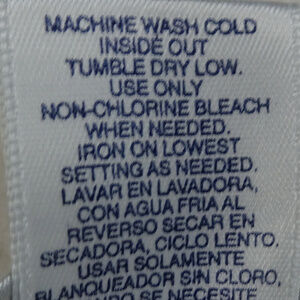 MACHINE WASH COLD
INSIDE OUT
TUMBLE DRY LOW.
USE ONLY
NON-CHLORINE BLEACH
WHEN NEEDED.
IRON ON LOWEST
SETTING AS NEEDED.
LAVAR EN LAVADORA,
CON AGUA FRIA AL
REVERSO SECAR EN
SECADORA, CICLO LENTO.
USAR SOLAMENTE
BLANQUEADOR SIN CLORO,
SE NECESITE